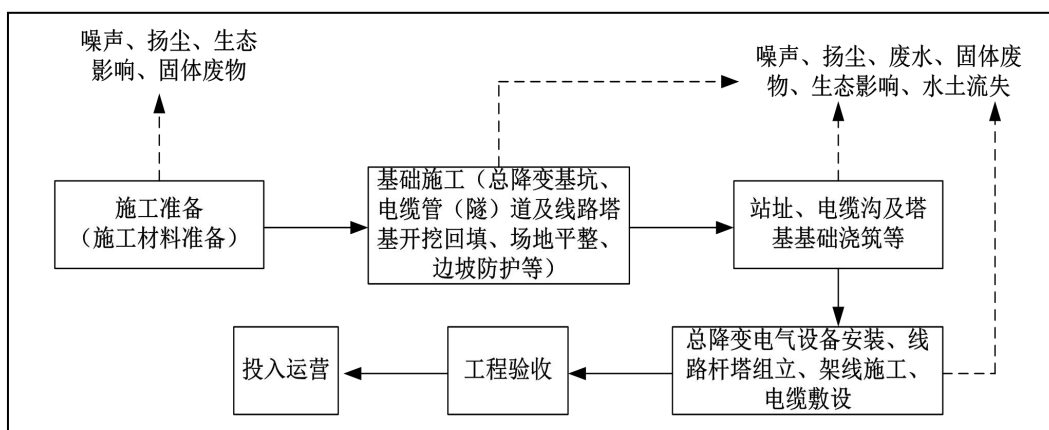 噪声、扬尘、生态
影响、固体废物
噪声、扬尘、废水、固体废
物、生态影响、水土流失
施工准备
（施工材料准备）
基础施工（总降变基坑、
电缆管（隧）道及线路塔
基开挖回填、场地平整、
边坡防护等）
站址、电缆沟及塔
基基础浇筑等
总降变电气设备安装、线
路杆塔组立、架线施工、
电缆敷设
工程验收
投入运营